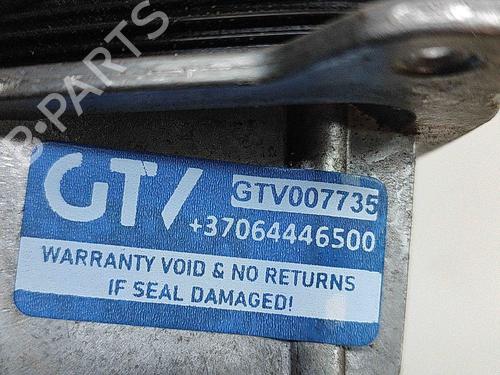 B-PARTS
GTV
GTV007735
+37064446500
WARRANTY VOID & NO RETURNS
IF SEAL DAMAGED!